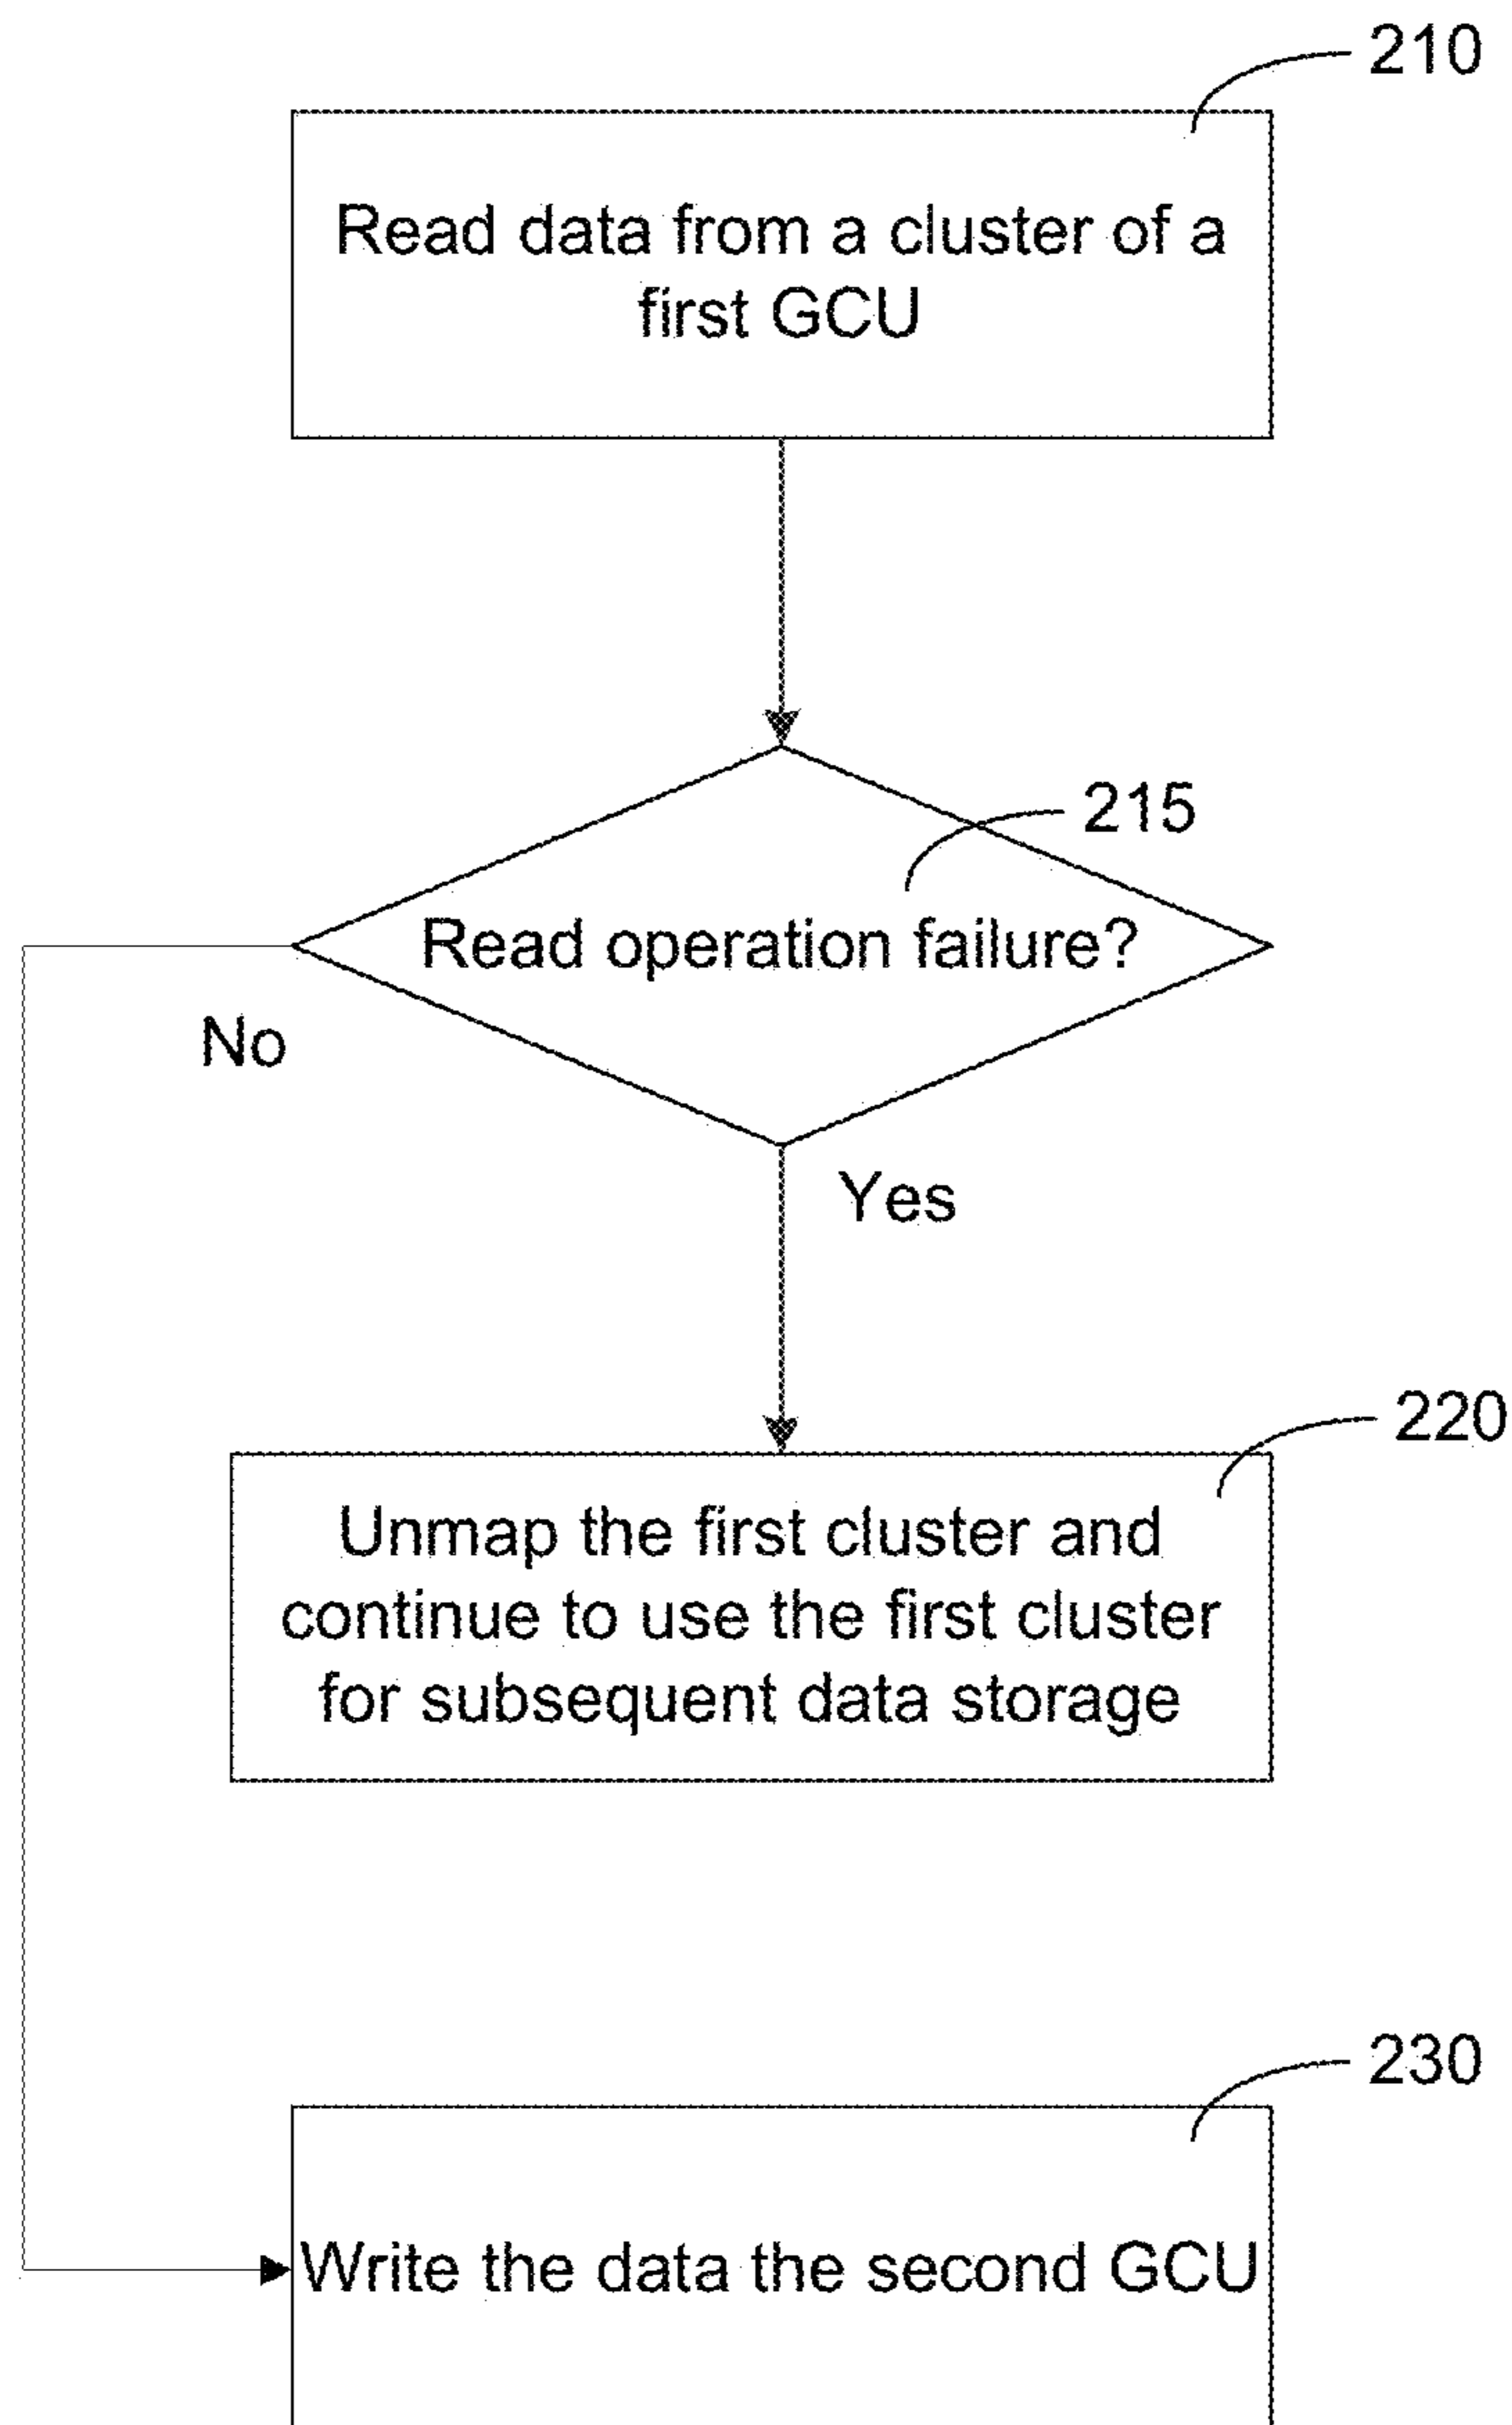 210
Read data from a cluster of a
first GCU
215
Read operation failure?
No
Yes
220
Unmap the first cluster and
continue to use the first cluster
for subsequent data storage
230
Write the data the second GCU